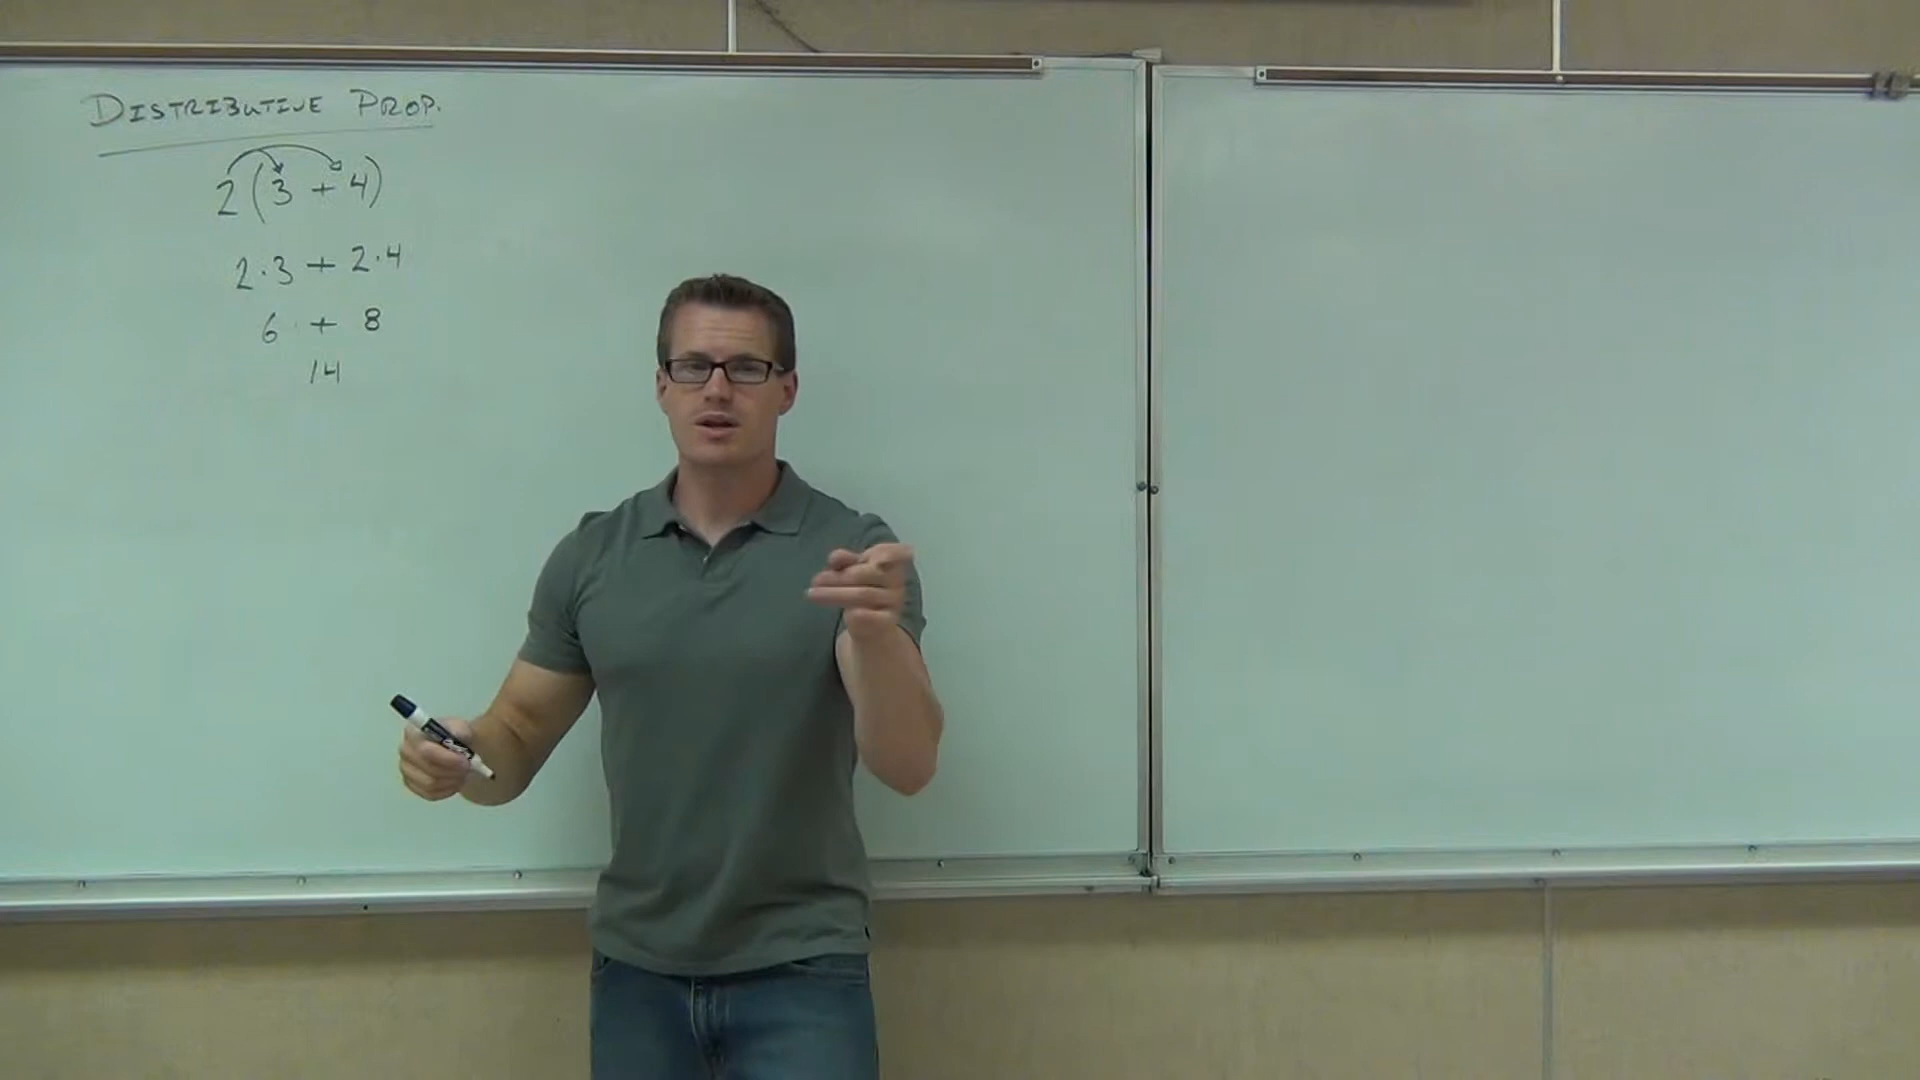 DISTRIBUTIVE PROP.
2(3 + 4)
2·3 + 2·4
6 + 8
14